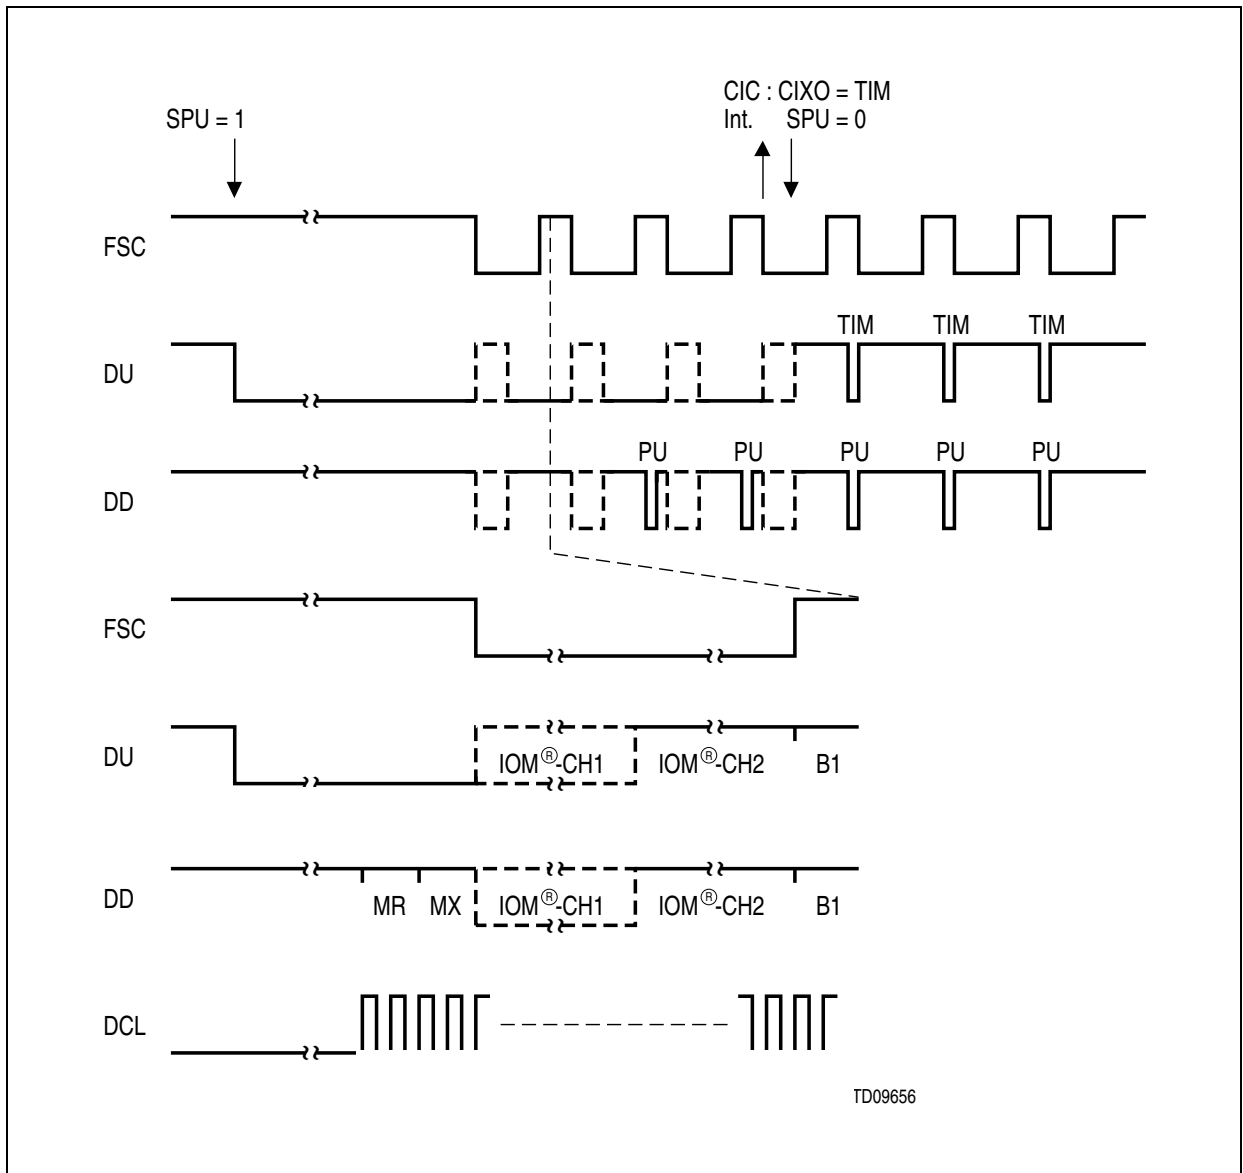 CIC : CIXO = TIM
SPU = 1
Int. SPU = 0
FSC
TIM TIM TIM
DU
PU PU PU PU PU
DD
FSC
DU
IOM®-CH1 IOM®-CH2 B1
DD
MR MX IOM®-CH1 IOM®-CH2 B1
DCL
TD09656